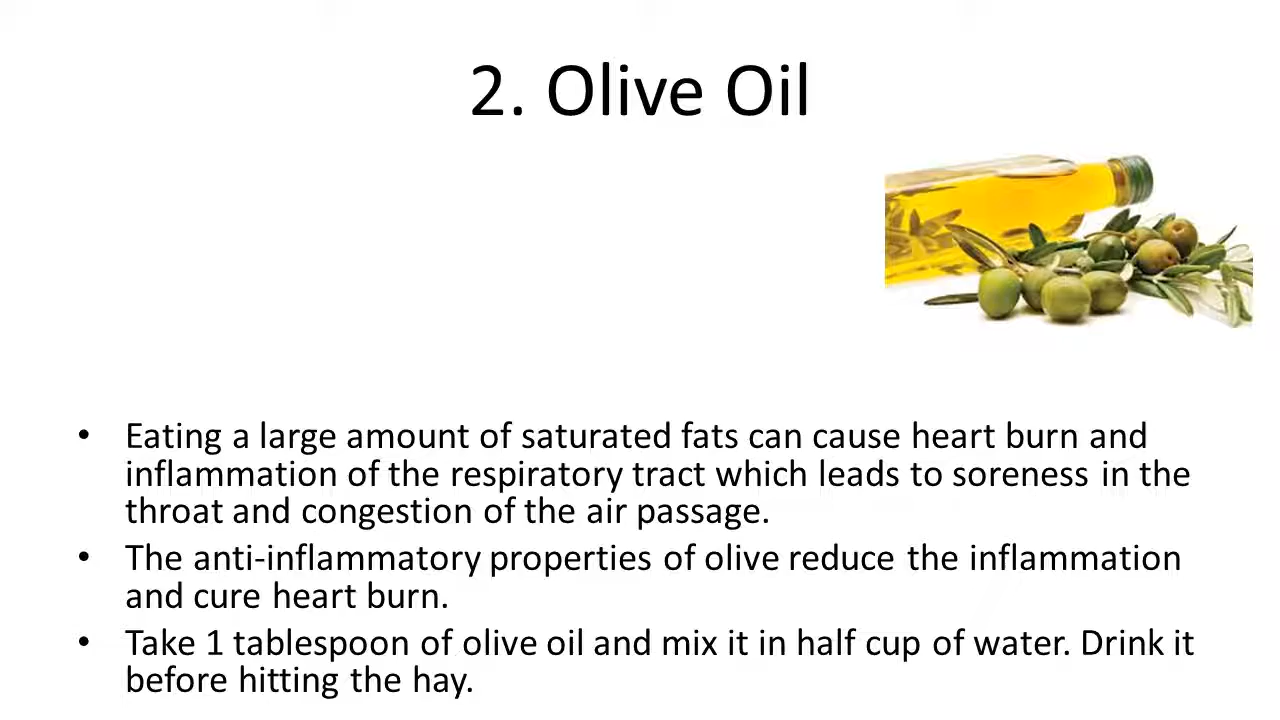 2. Olive Oil
• Eating a large amount of saturated fats can cause heart burn and
inflammation of the respiratory tract which leads to soreness in the
throat and congestion of the air passage.
• The anti-inflammatory properties of olive reduce the inflammation
and cure heart burn.
• Take 1 tablespoon of olive oil and mix it in half cup of water. Drink it
before hitting the hay.